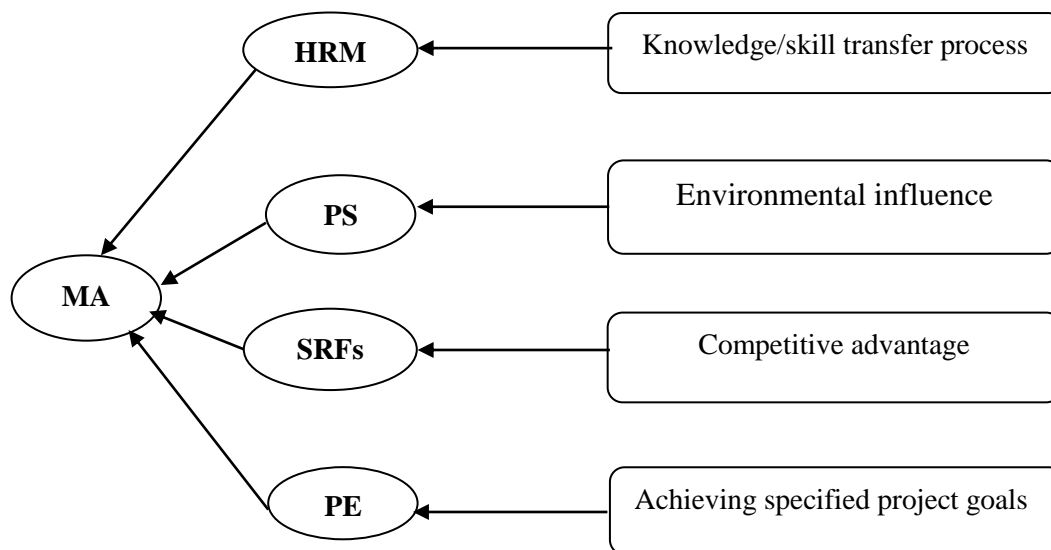 HRM
Knowledge/skill transfer process
PS
Environmental influence
MA
SRFs
Competitive advantage
PE
Achieving specified project goals